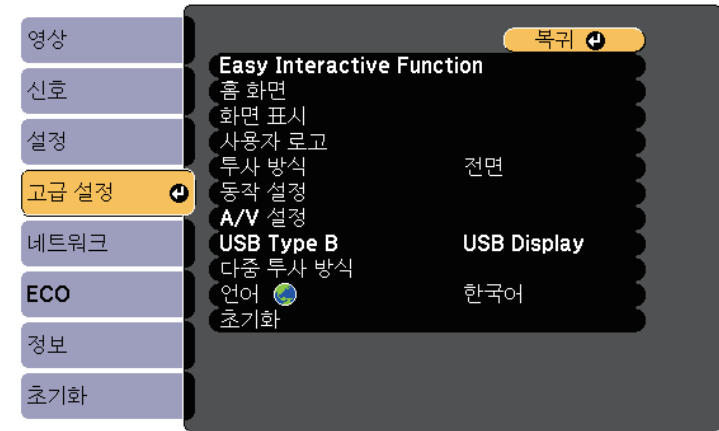 영상
신호
설정
고급 설정
네트워크
ECO
정보
초기화
복귀
Easy Interactive Function
홈 화면
화면 표시
사용자 로고
투사 방식 전면
동작 설정
A/V 설정
USB Type B USB Display
다중 투사 방식
언어 한국어
초기화